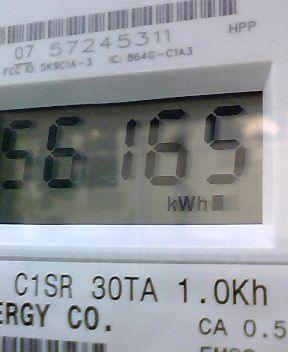 07 57245311
HPP
FCC ID: SK9C1A-3 IC: 864G-C1A3
56165
kWh
C1SR 30TA 1.0Kh
ERGY CO.
CA 0.5